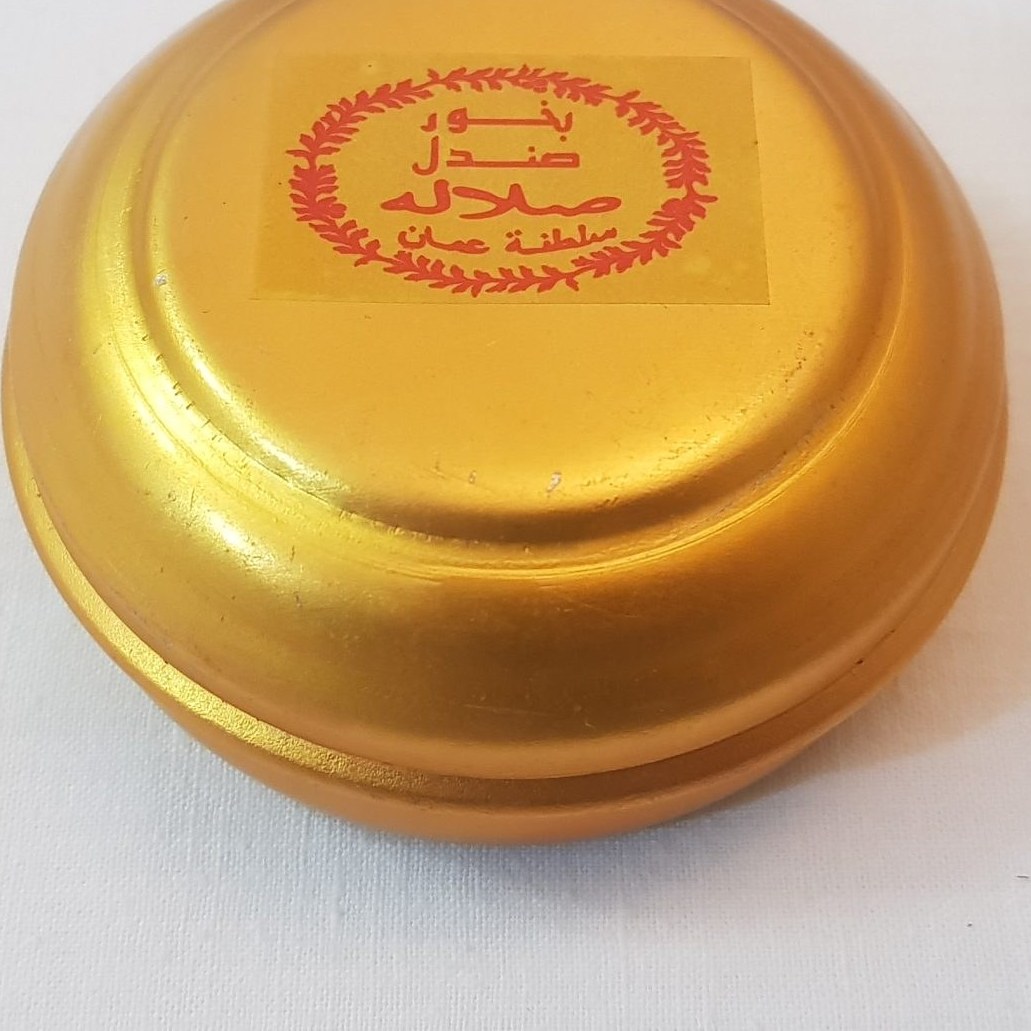 بخور
صندل
صلاله
سلطنة عمان